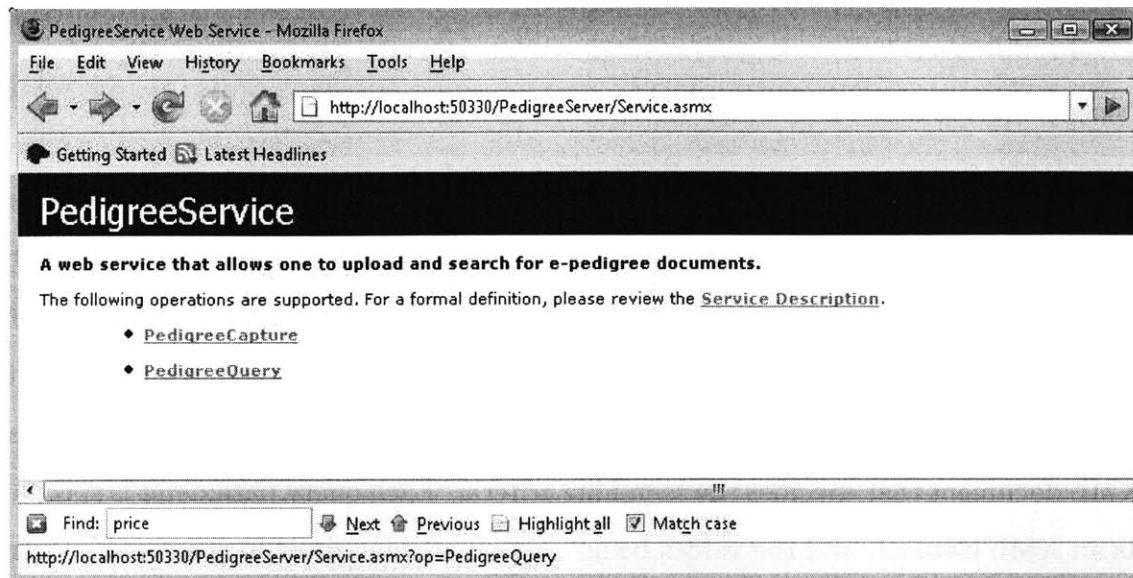 PedigreeService Web Service - Mozilla Firefox
File Edit View History Bookmarks Tools Help
http://localhost:50330/PedigreeServer/Service.asmx
Getting Started Latest Headlines
PedigreeService
A web service that allows one to upload and search for e-pedigree documents.
The following operations are supported. For a formal definition, please review the Service Description.
• PedigreeCapture
• PedigreeQuery
Find: price Next Previous Highlight all Match case
http://localhost:50330/PedigreeServer/Service.asmx?op=PedigreeQuery